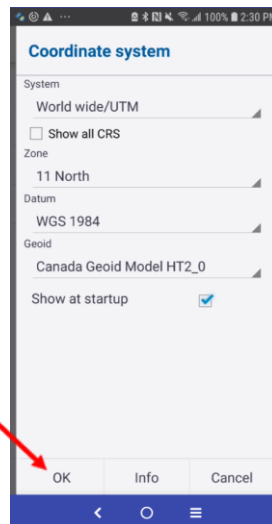 100% 2:30 PM
Coordinate system
System
World wide/UTM
Show all CRS
Zone
11 North
Datum
WGS 1984
Geoid
Canada Geoid Model HT2_0
Show at startup
OK Info Cancel